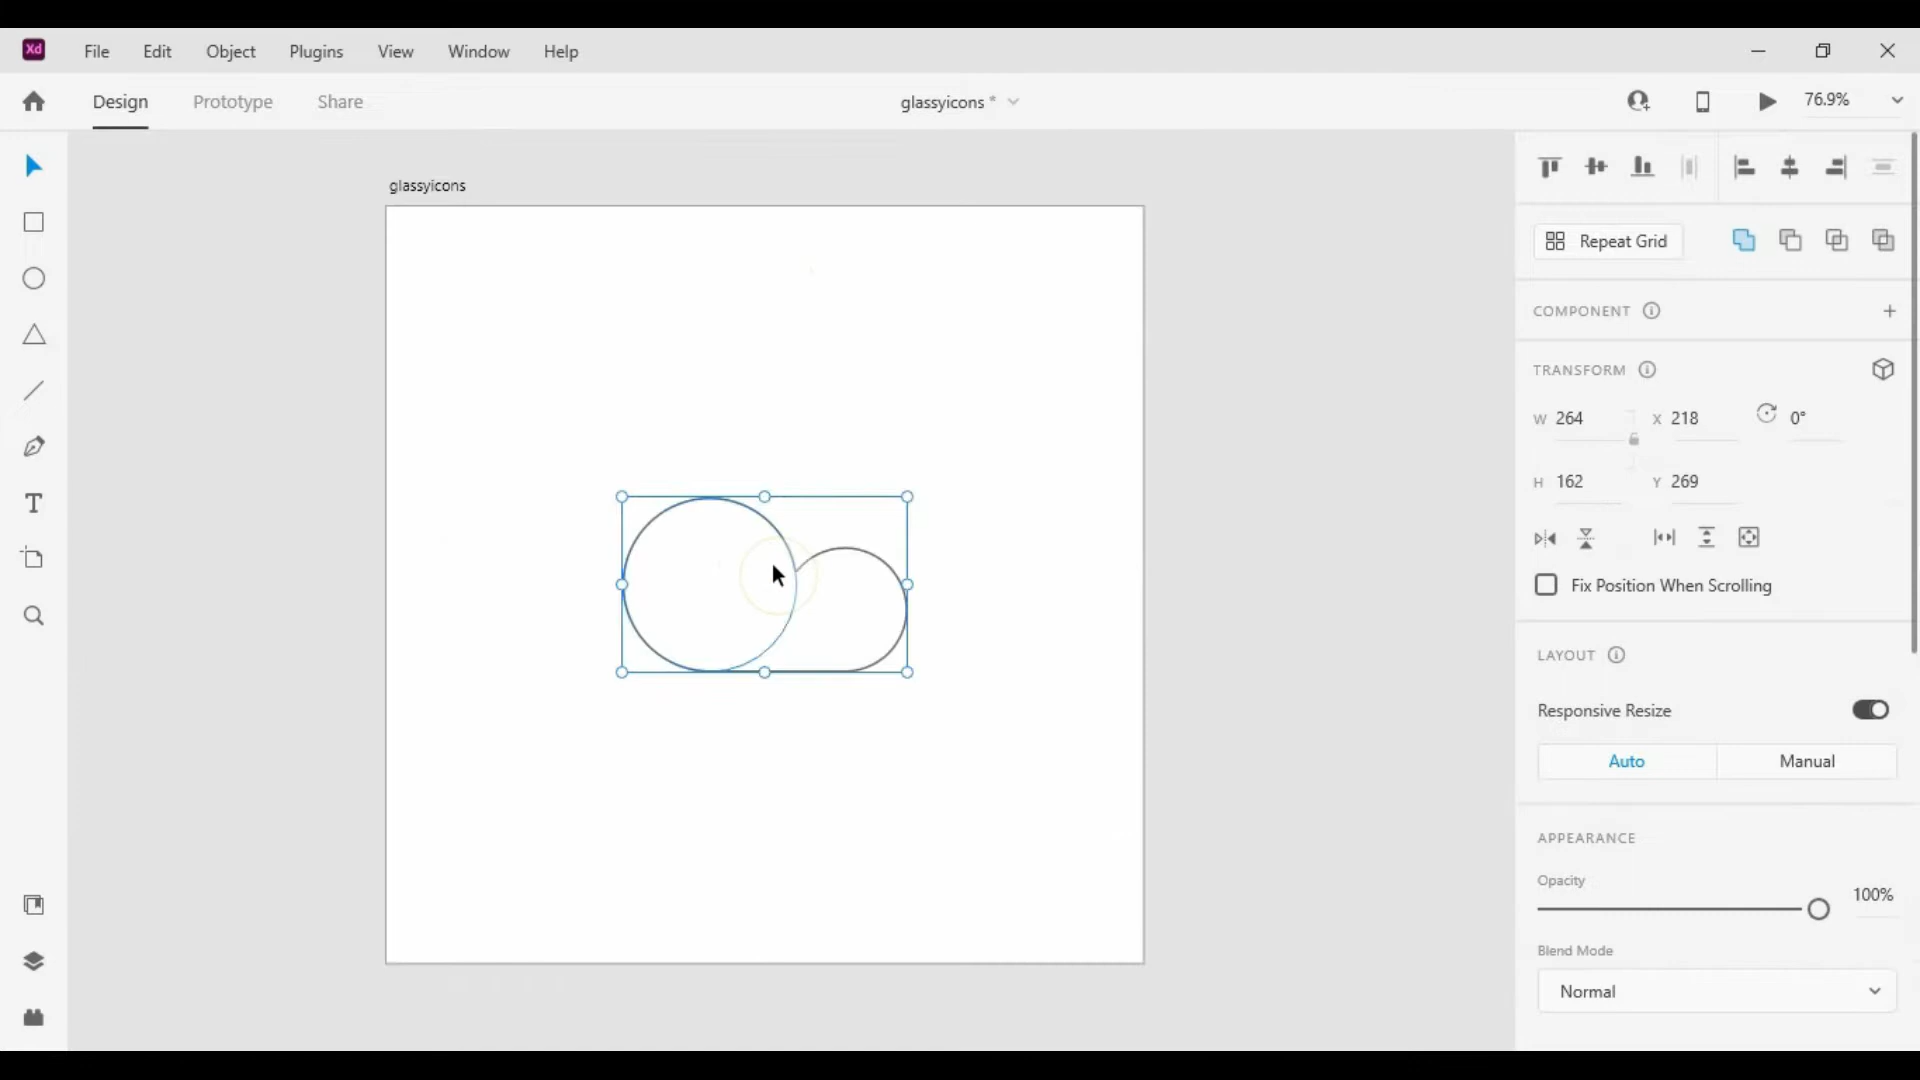 Xd File Edit Object Plugins View Window Help
Design Prototype Share glassyicons * 76.9%
glassyicons
Repeat Grid
COMPONENT
TRANSFORM
W 264 X 218 0°
H 162 Y 269
Fix Position When Scrolling
LAYOUT
Responsive Resize
Auto Manual
APPEARANCE
Opacity
100%
Blend Mode
Normal
T